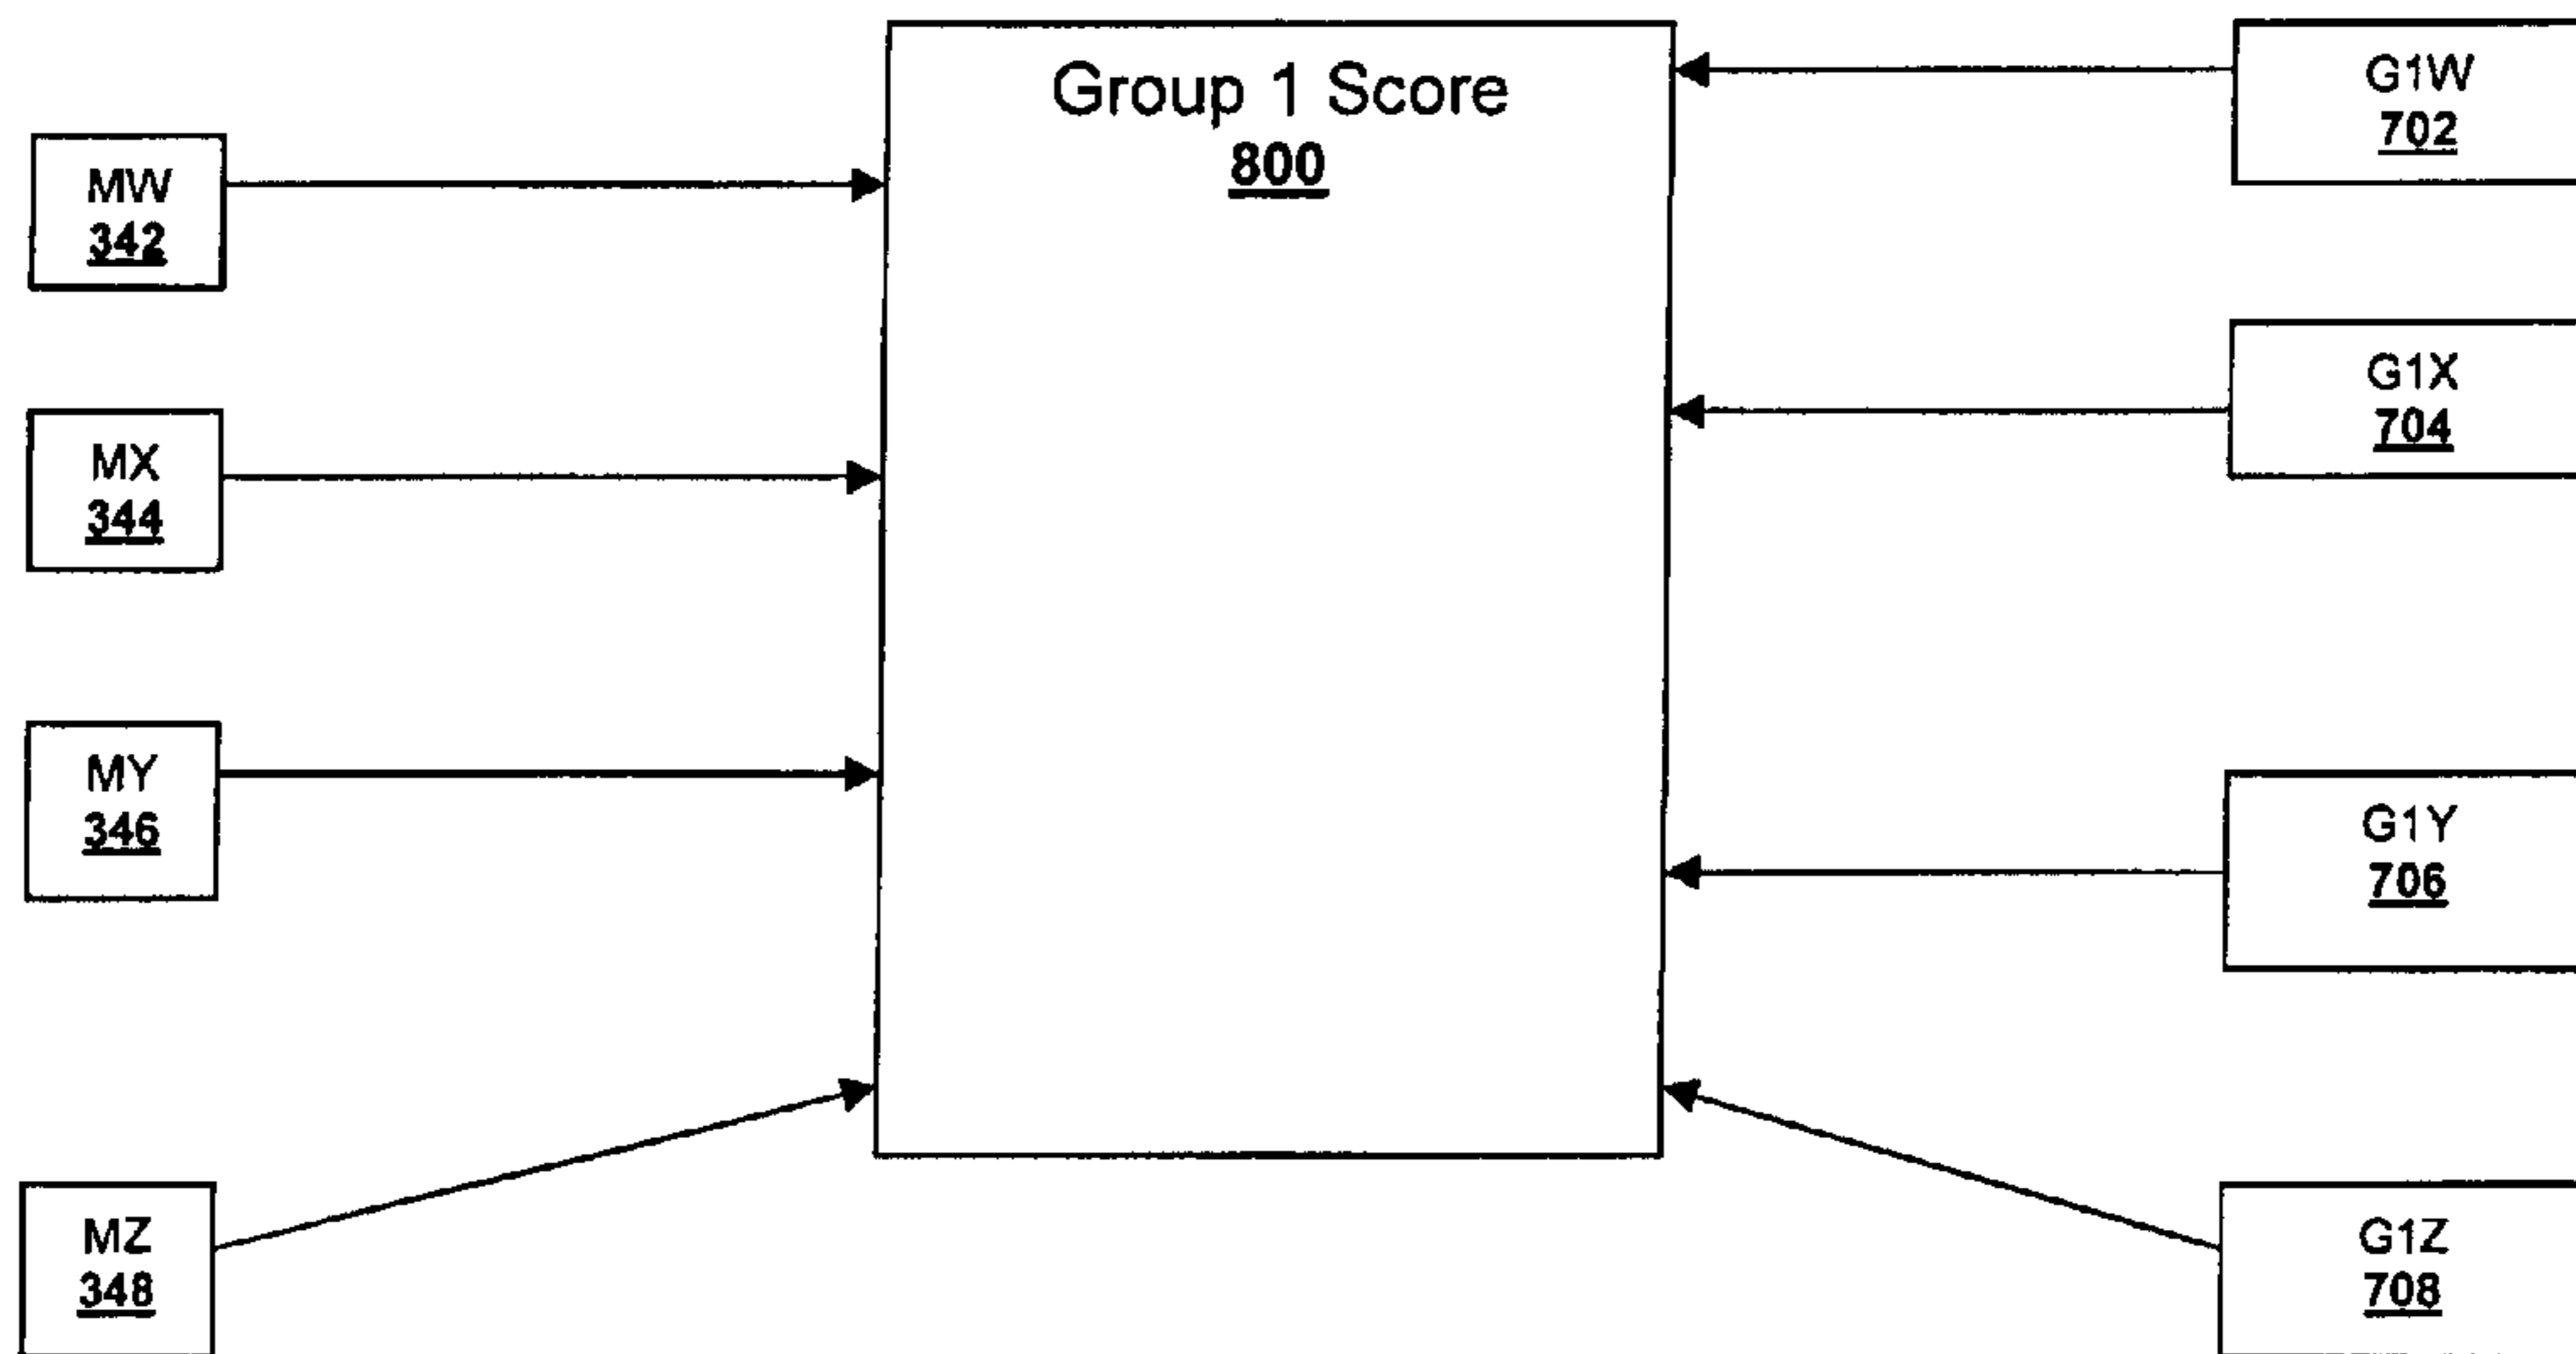 Group 1 Score
800
MW
342
MX
344
MY
346
MZ
348
G1W
702
G1X
704
G1Y
706
G1Z
708